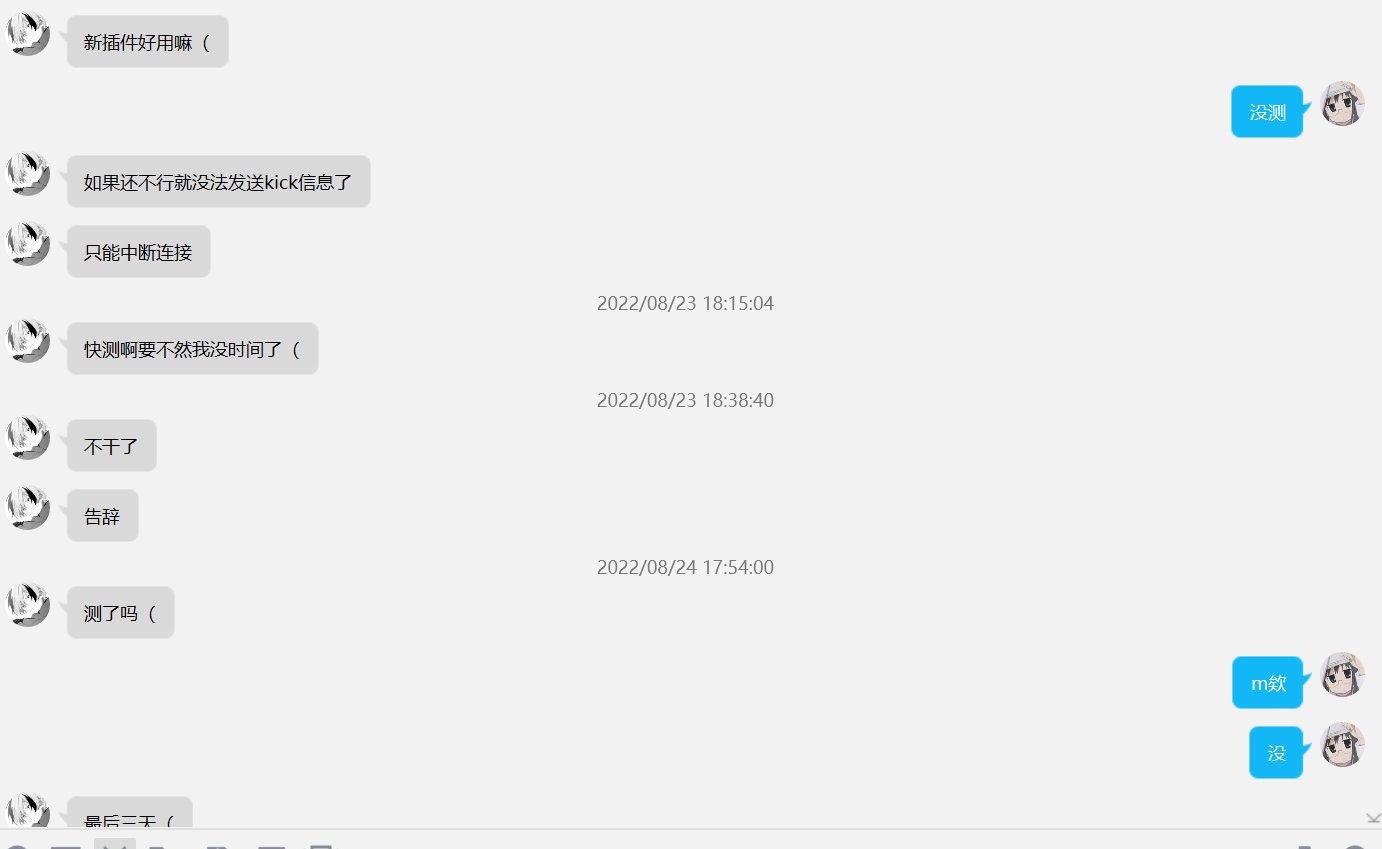 新插件好用嘛（
没测
如果还不行就没法发送kick信息了
只能中断连接
2022/08/23 18:15:04
快测啊要不然我没时间了（
2022/08/23 18:38:40
不干了
告辞
2022/08/24 17:54:00
测了吗（
m欸
没
最后三天（